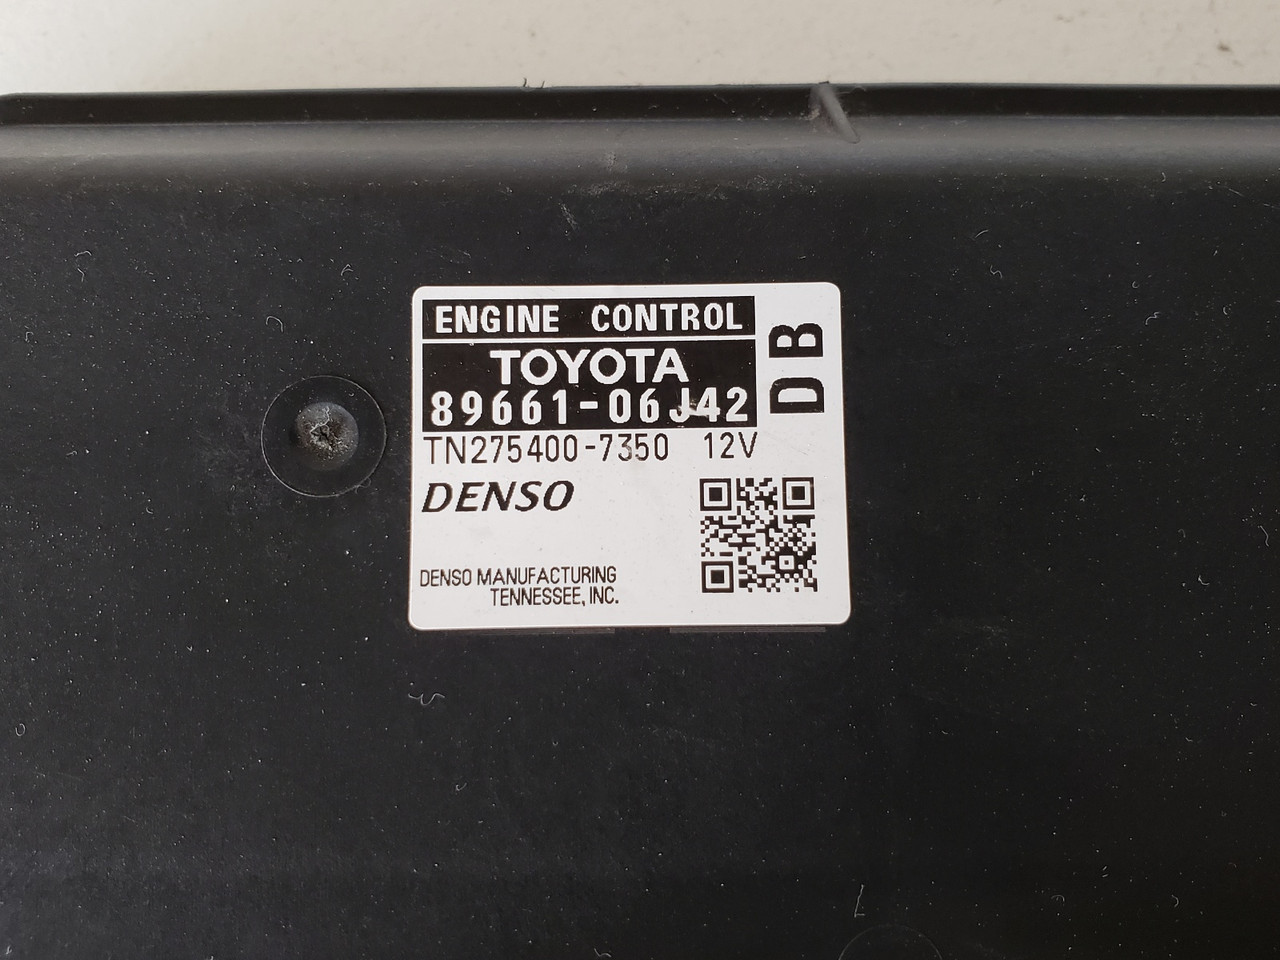 ENGINE CONTROL
TOYOTA
89661-06J42
TN275400-7350 12V
DENSO
DENSO MANUFACTURING
TENNESSEE, INC.
DB